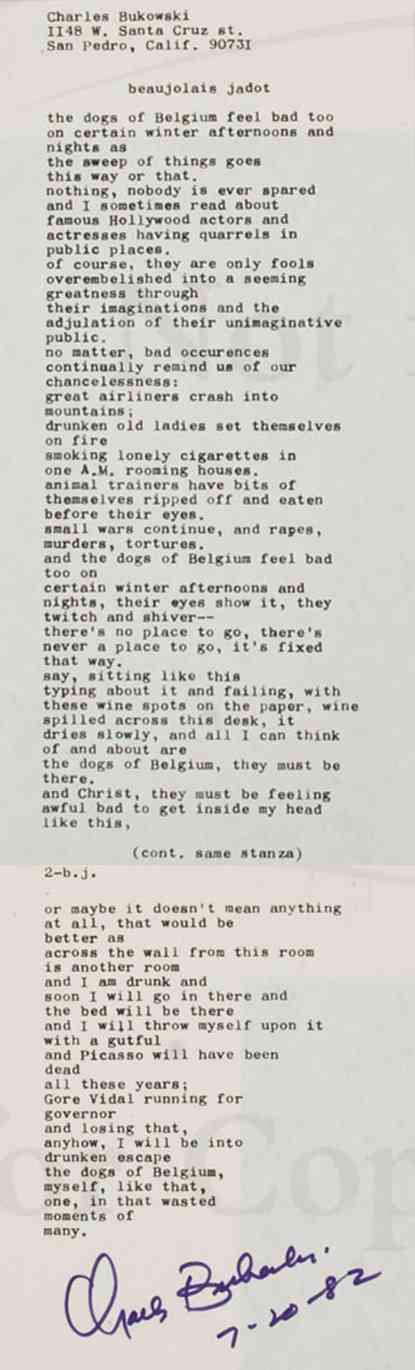 Charles Bukowski
II48 W. Santa Cruz st.
San Pedro, Calif. 9073I
beaujolais jadot
the dogs of Belgium feel bad too
on certain winter afternoons and
nights as
the sweep of things goes
this way or that.
nothing, nobody is ever spared
and I sometimes read about
famous Hollywood actors and
actresses having quarrels in
public places.
of course, they are only fools
overembelished into a seeming
greatness through
their imaginations and the
adjulation of their unimaginative
public.
no matter, bad occurences
continually remind us of our
chancelessness:
great airliners crash into
mountains;
drunken old ladies set themselves
on fire
smoking lonely cigarettes in
one A.M. rooming houses.
animal trainers have bits of
themselves ripped off and eaten
before their eyes.
small wars continue, and rapes,
murders, tortures.
and the dogs of Belgium feel bad
too on
certain winter afternoons and
nights, their eyes show it, they
twitch and shiver--
there's no place to go, there's
never a place to go, it's fixed
that way.
say, sitting like this
typing about it and failing, with
these wine spots on the paper, wine
spilled across this desk, it
dries slowly, and all I can think
of and about are
the dogs of Belgium, they must be
there.
and Christ, they must be feeling
awful bad to get inside my head
like this,
(cont. same stanza)
2-b.j.
or maybe it doesn't mean anything
at all, that would be
better as
across the wall from this room
is another room
and I am drunk and
soon I will go in there and
the bed will be there
and I will throw myself upon it
with a gutful
and Picasso will have been
dead
all these years;
Gore Vidal running for
governor
and losing that,
anyhow, I will be into
drunken escape
the dogs of Belgium,
myself, like that,
one, in that wasted
moments of
many.
Charles Bukowski.
7-20-82